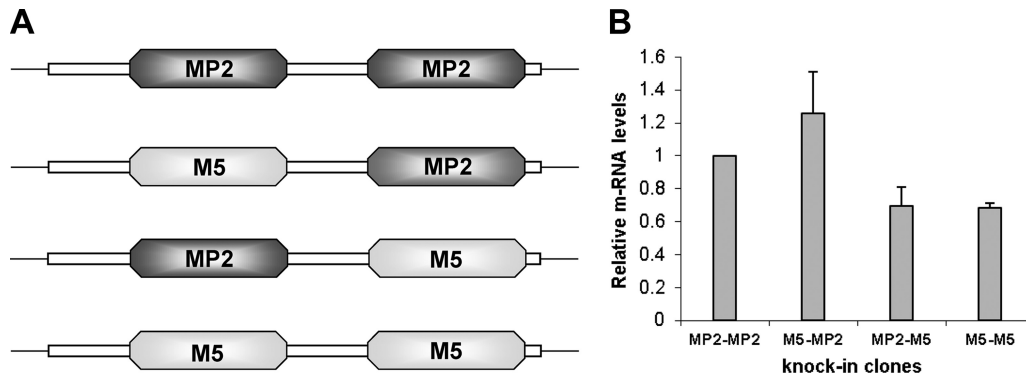 A
MP2 MP2
M5 MP2
MP2 M5
M5 M5
B
1.6
1.4
1.2
1
0.8
0.6
0.4
0.2
0
Relative m-RNA levels
MP2-MP2 M5-MP2 MP2-M5 M5-M5
knock-in clones